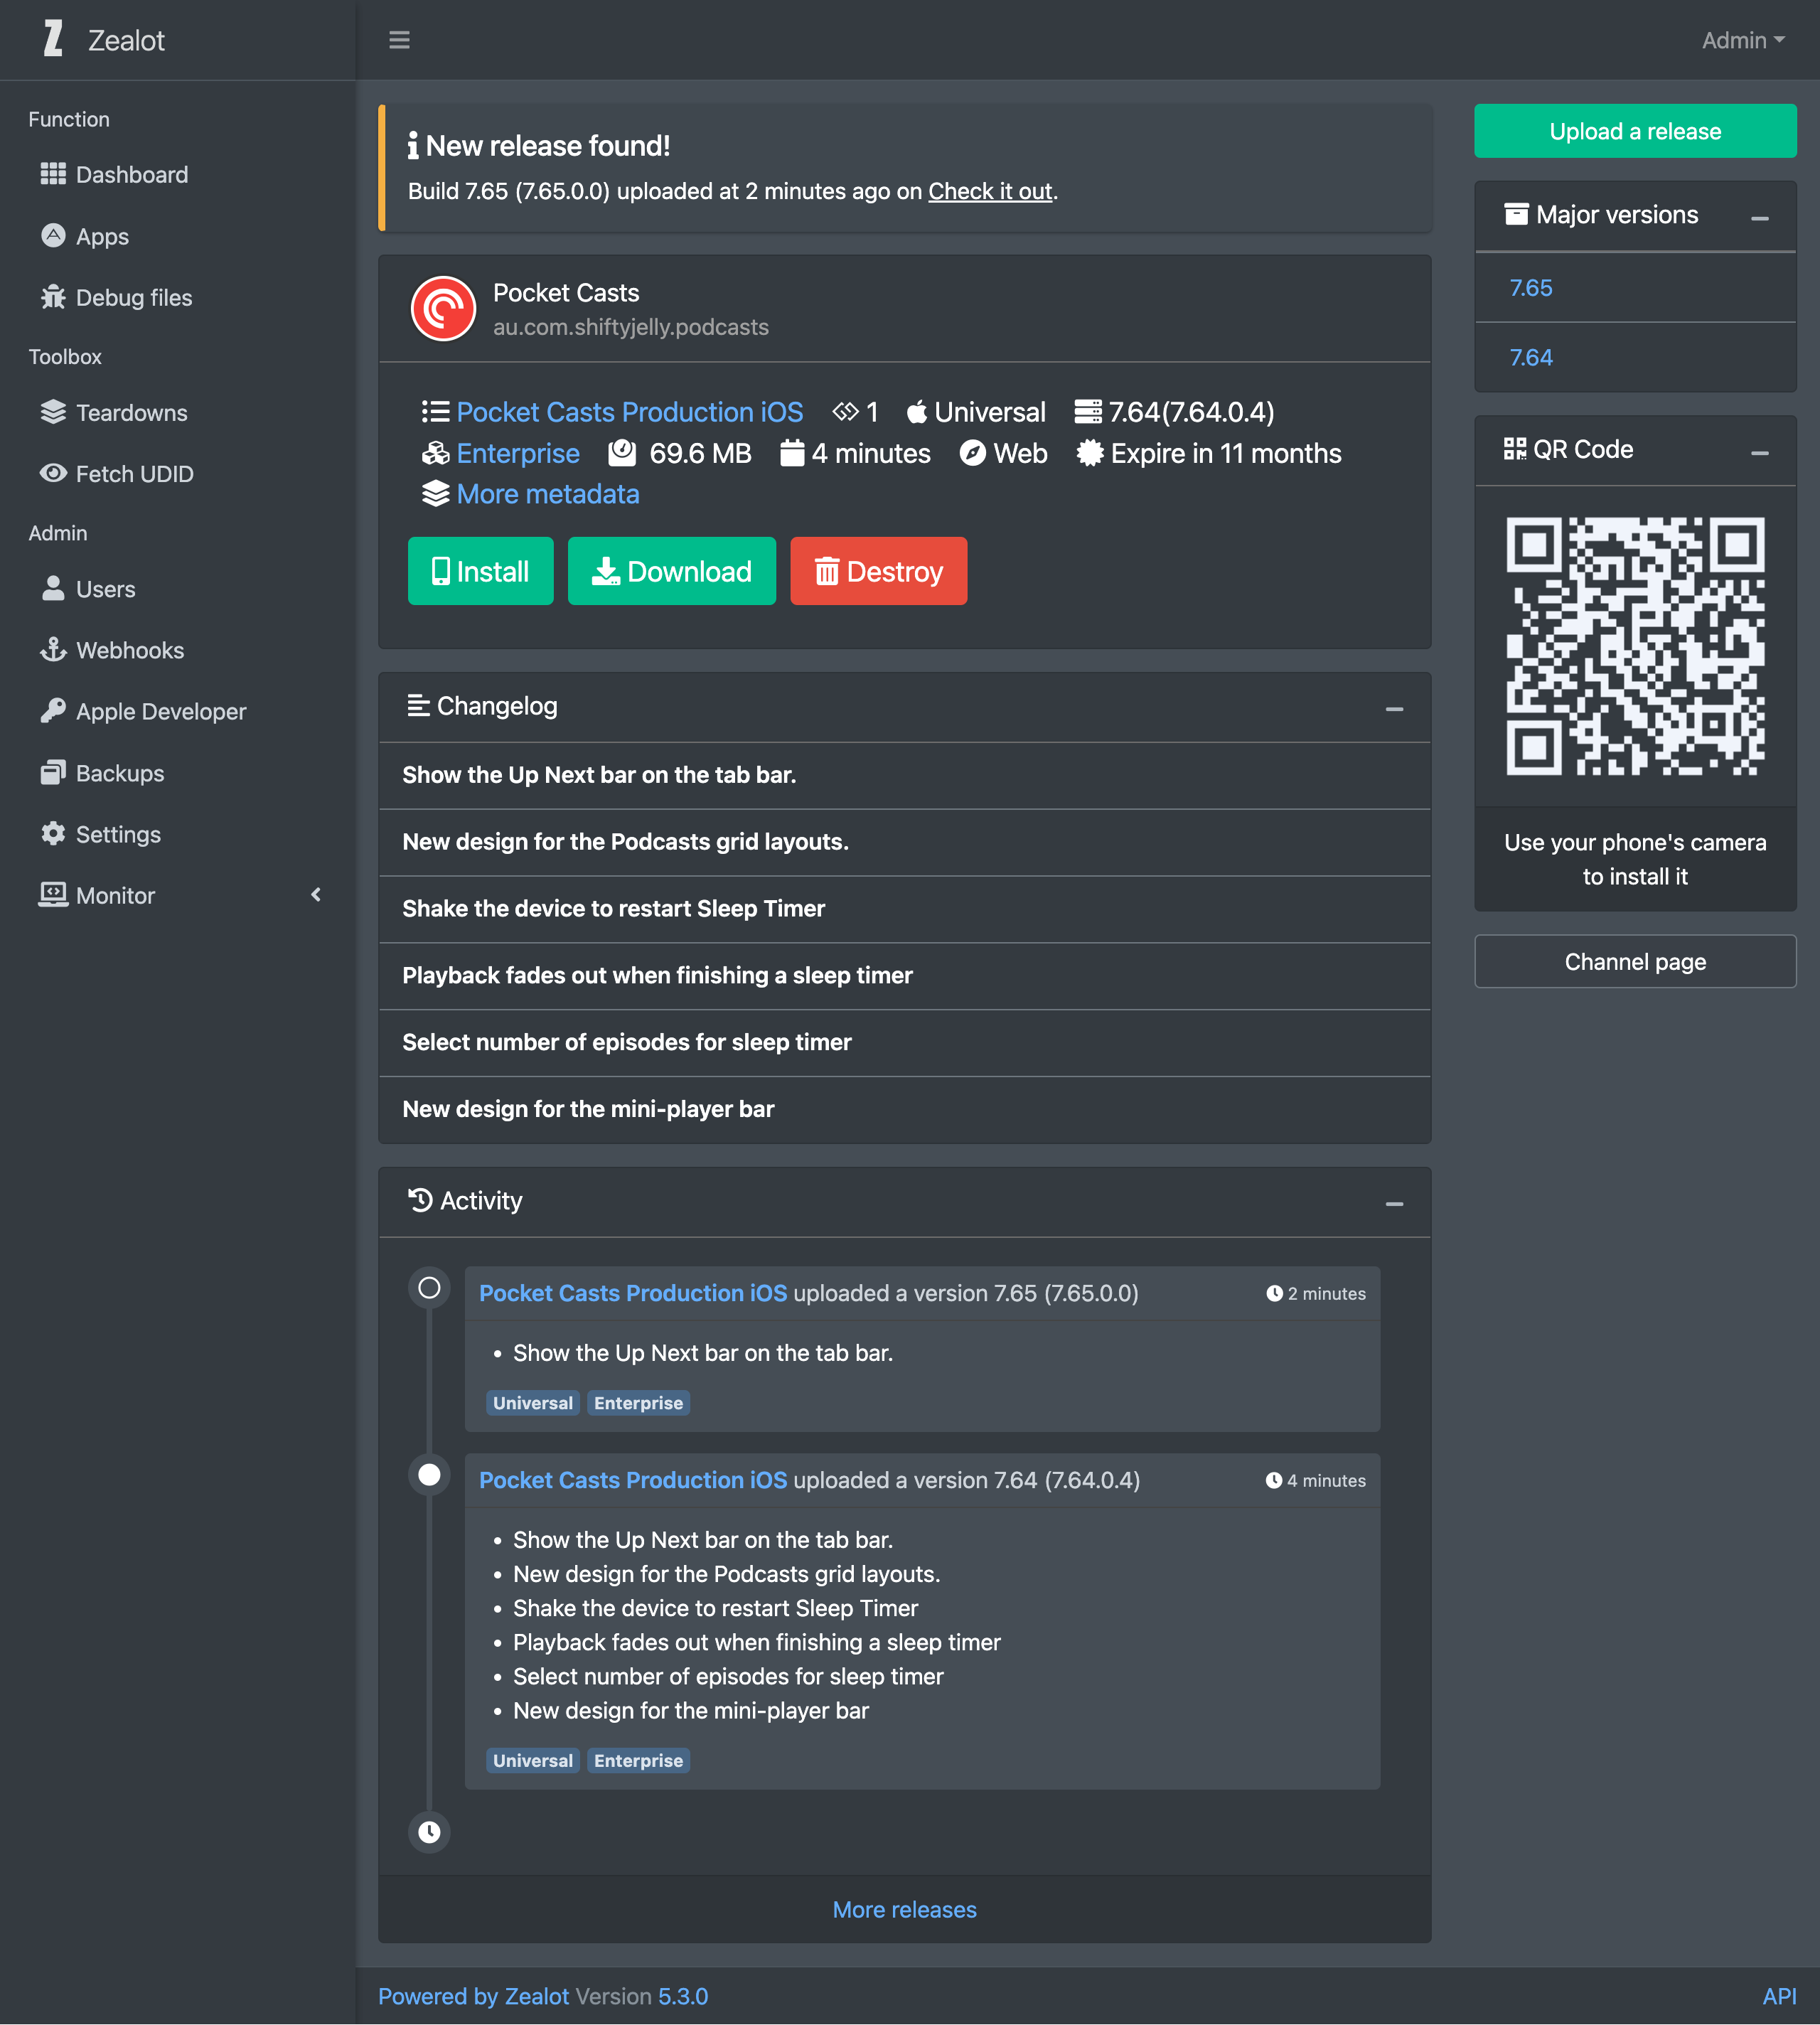 Zealot
Admin
Function
Dashboard
Apps
Debug files
Toolbox
Teardowns
Fetch UDID
Admin
Users
Webhooks
Apple Developer
Backups
Settings
Monitor
New release found!
Build 7.65 (7.65.0.0) uploaded at 2 minutes ago on Check it out.
Pocket Casts
au.com.shiftyjelly.podcasts
Pocket Casts Production iOS 1 Universal 7.64(7.64.0.4)
Enterprise 69.6 MB 4 minutes Web Expire in 11 months
More metadata
Install Download Destroy
Changelog
Show the Up Next bar on the tab bar.
New design for the Podcasts grid layouts.
Shake the device to restart Sleep Timer
Playback fades out when finishing a sleep timer
Select number of episodes for sleep timer
New design for the mini-player bar
Activity
Pocket Casts Production iOS uploaded a version 7.65 (7.65.0.0) 2 minutes
• Show the Up Next bar on the tab bar.
Universal Enterprise
Pocket Casts Production iOS uploaded a version 7.64 (7.64.0.4) 4 minutes
• Show the Up Next bar on the tab bar.
• New design for the Podcasts grid layouts.
• Shake the device to restart Sleep Timer
• Playback fades out when finishing a sleep timer
• Select number of episodes for sleep timer
• New design for the mini-player bar
Universal Enterprise
More releases
Upload a release
Major versions
7.65
7.64
QR Code
Use your phone's camera
to install it
Channel page
Powered by Zealot Version 5.3.0
API